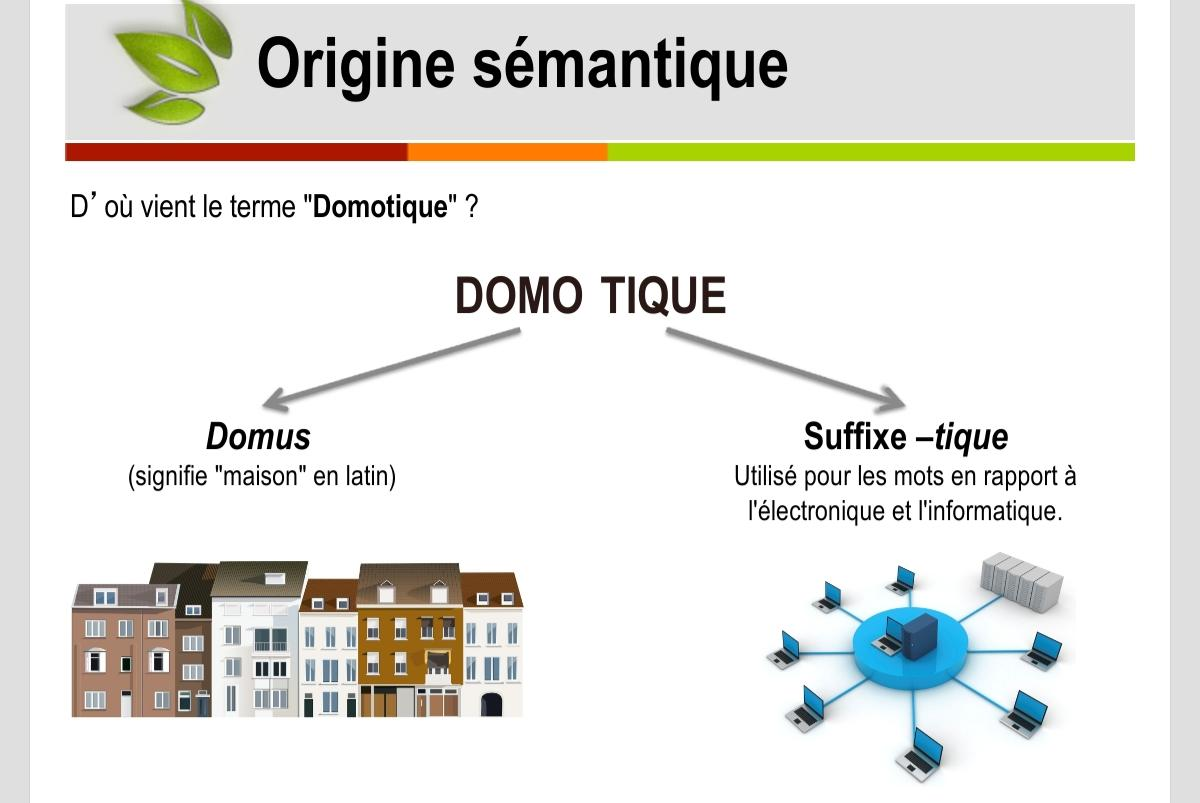 Origine sémantique
D’où vient le terme "Domotique" ?
DOMO TIQUE
Domus
(signifie "maison" en latin)
Suffixe –tique
Utilisé pour les mots en rapport à
l'électronique et l'informatique.